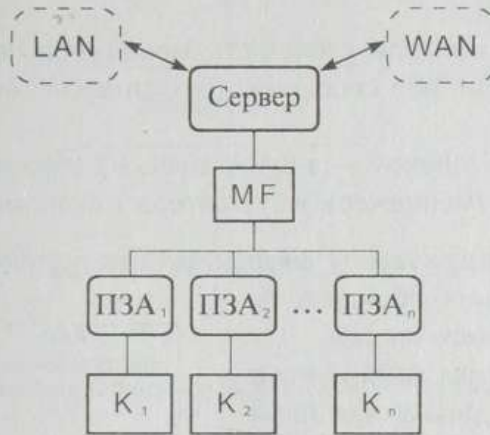 LAN WAN
Сервер
MF
ПЗА₁ ПЗА₂ ... ПЗАₙ
K₁ K₂ Kₙ